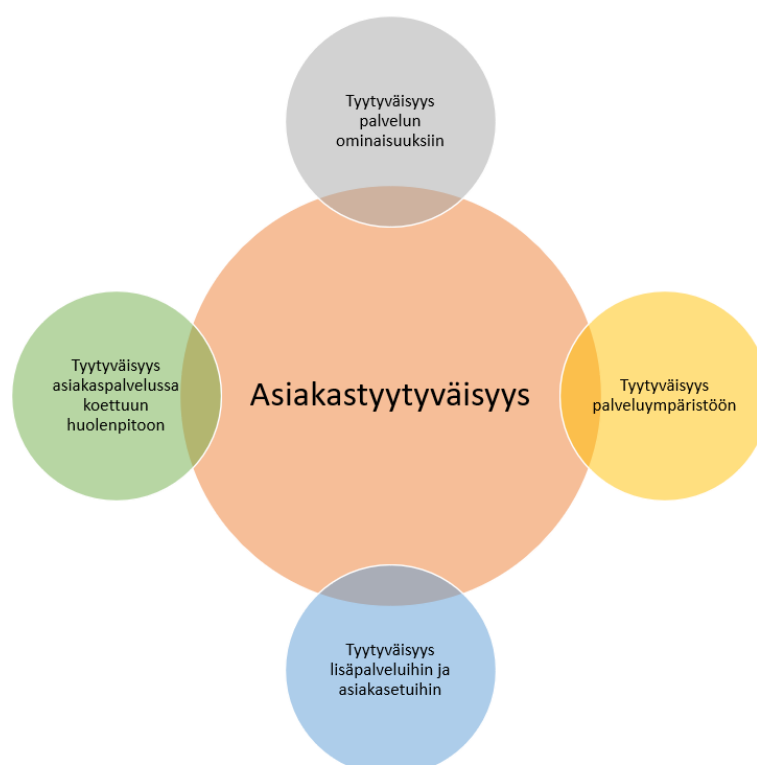 Tyytyväisyys
palvelun
ominaisuuksiin
Tyytyväisyys
asiakaspalvelussa
koettuun
huolenpitoon
Asiakastyytyväisyys
Tyytyväisyys
palveluympäristöön
Tyytyväisyys
lisäpalveluihin ja
asiakasetuihin